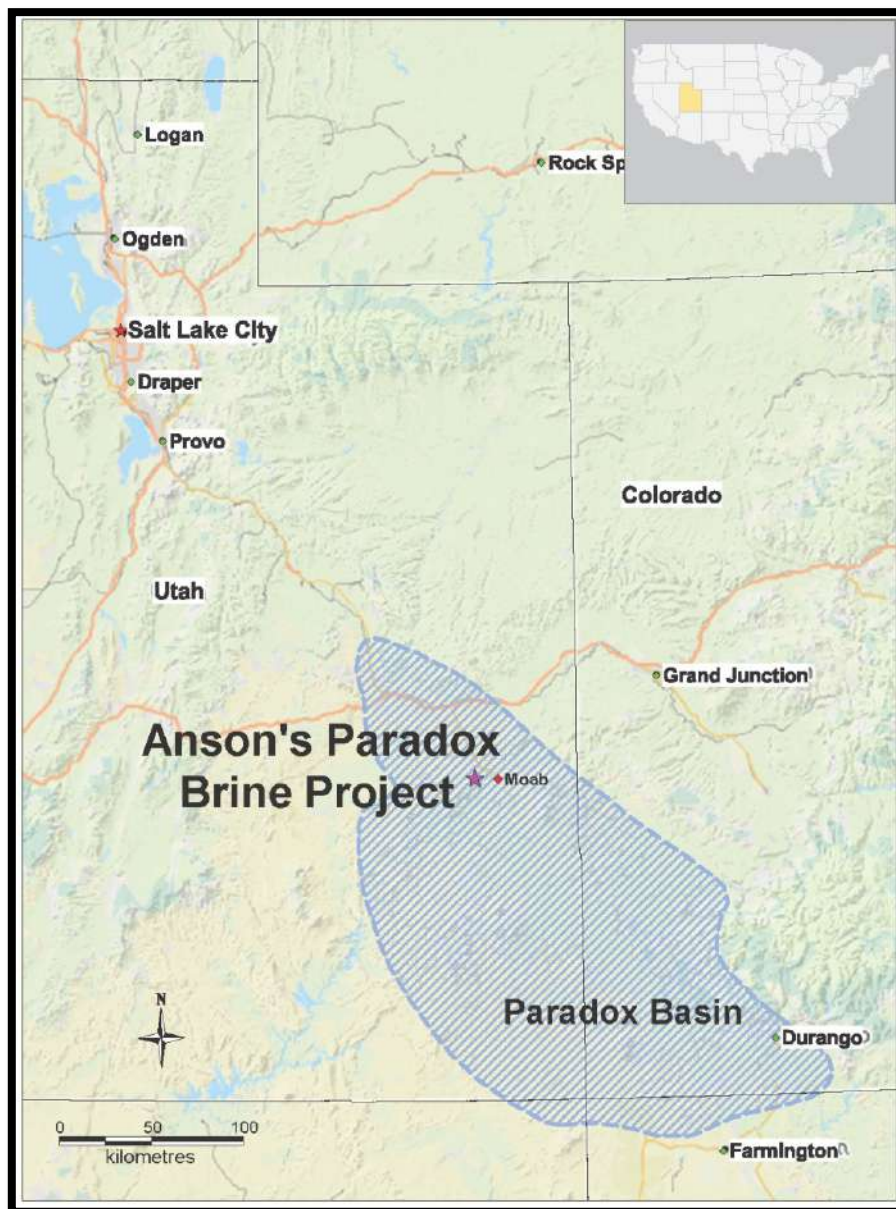 Logan
Rock Sp
Ogden
Salt Lake City
Draper
Provo
Colorado
Utah
Grand Junction
Anson's Paradox
Brine Project
Moab
Paradox Basin
N
Durango
0 50 100
kilometres
Farmington